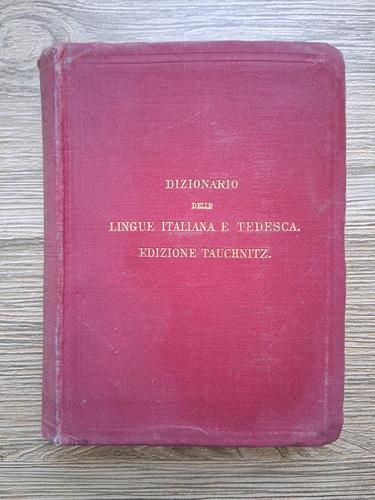 DIZIONARIO
DELLE
LINGUE ITALIANA E TEDESCA.
EDIZIONE TAUCHNITZ.